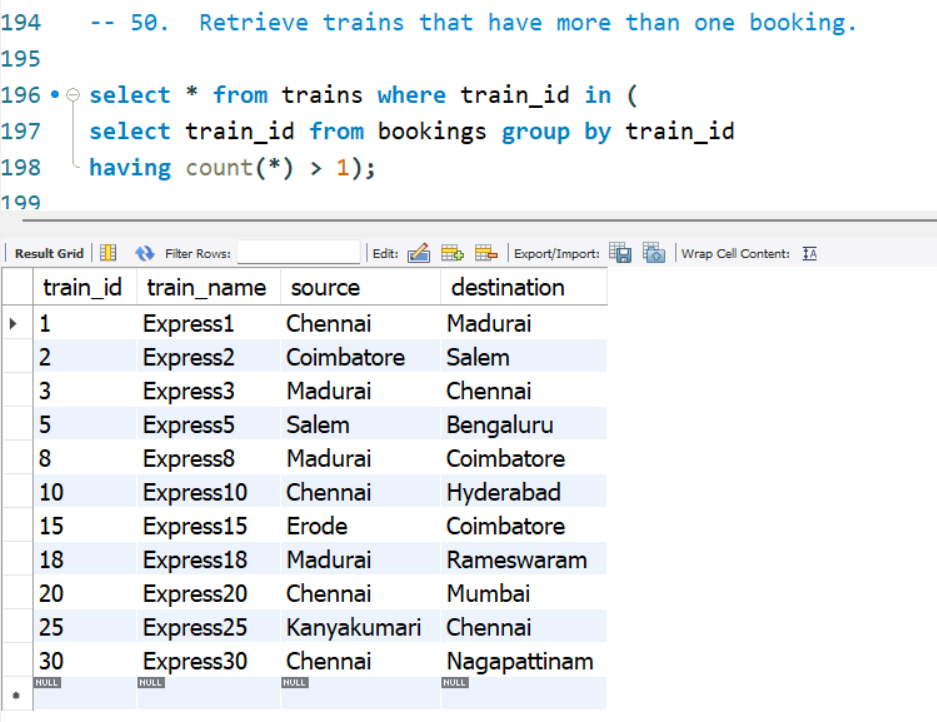 194 -- 50.  Retrieve trains that have more than one booking.
195
196 select * from trains where train_id in (
197 select train_id from bookings group by train_id
198 having count(*) > 1);
199
Result Grid Filter Rows: Edit: Export/Import: Wrap Cell Content: IA
train_id train_name source destination
1 Express1 Chennai Madurai
2 Express2 Coimbatore Salem
3 Express3 Madurai Chennai
5 Express5 Salem Bengaluru
8 Express8 Madurai Coimbatore
10 Express10 Chennai Hyderabad
15 Express15 Erode Coimbatore
18 Express18 Madurai Rameswaram
20 Express20 Chennai Mumbai
25 Express25 Kanyakumari Chennai
30 Express30 Chennai Nagapattinam
NULL NULL NULL NULL